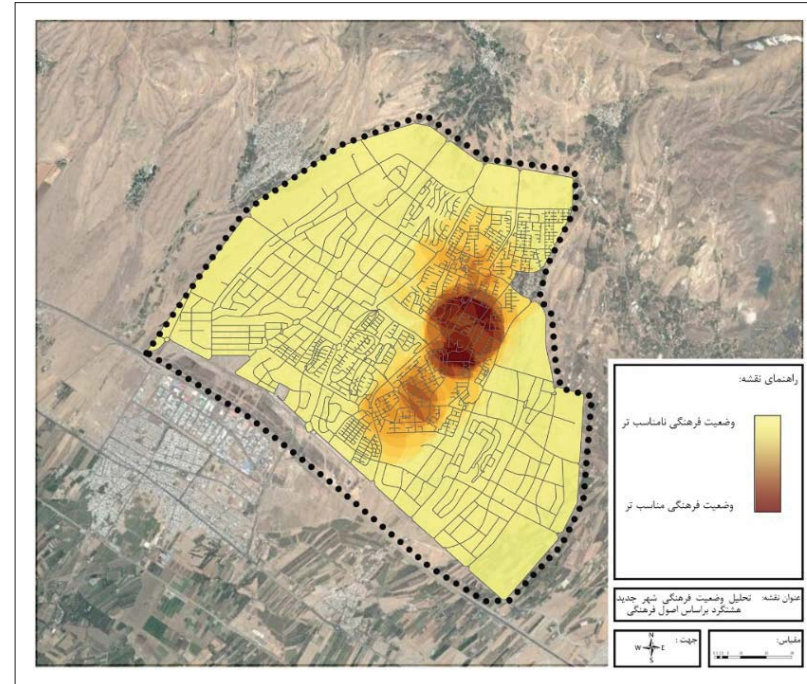 راهنمای نقشه:
وضعیت فرهنگی نامناسب تر
وضعیت فرهنگی مناسب تر
عنوان نقشه: تحلیل وضعیت فرهنگی شهر جدید
هشتگرد براساس اصول فرهنگی
جهت :
N
W E
S
مقیاس: